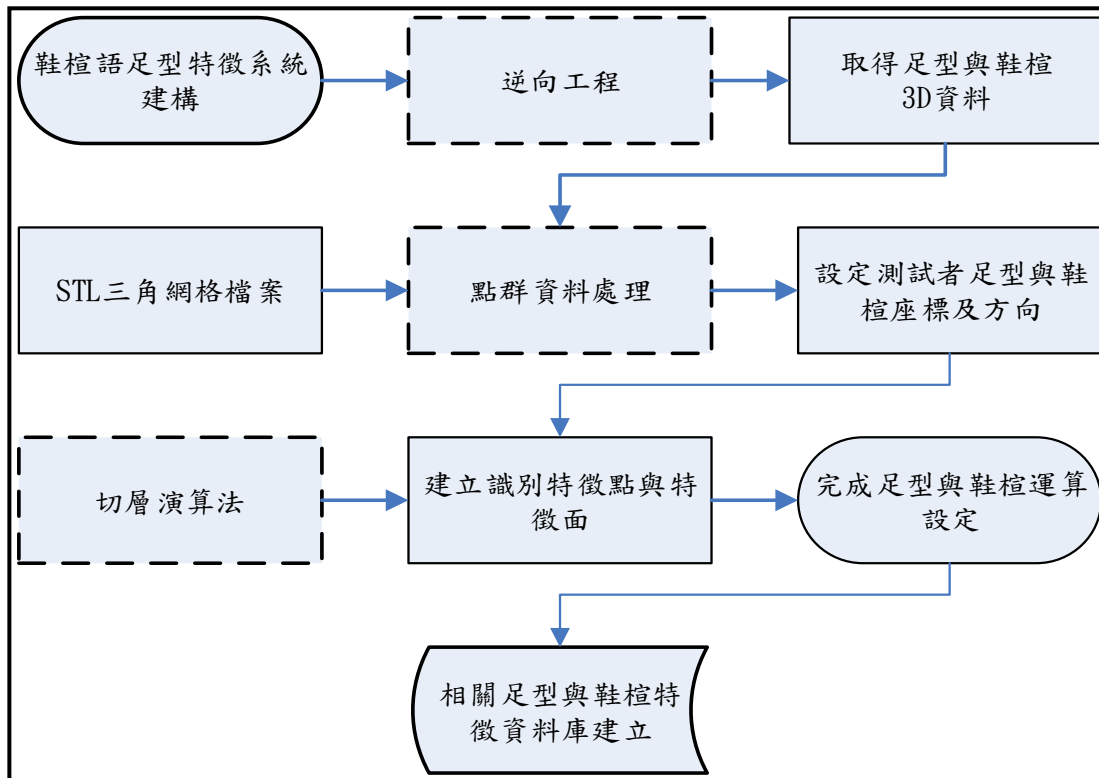 鞋楦語足型特徵系統
建構
逆向工程
取得足型與鞋楦
3D資料
STL三角網格檔案
點群資料處理
設定測試者足型與鞋
楦座標及方向
切層演算法
建立識別特徵點與特
徵面
完成足型與鞋楦運算
設定
相關足型與鞋楦特
徵資料庫建立